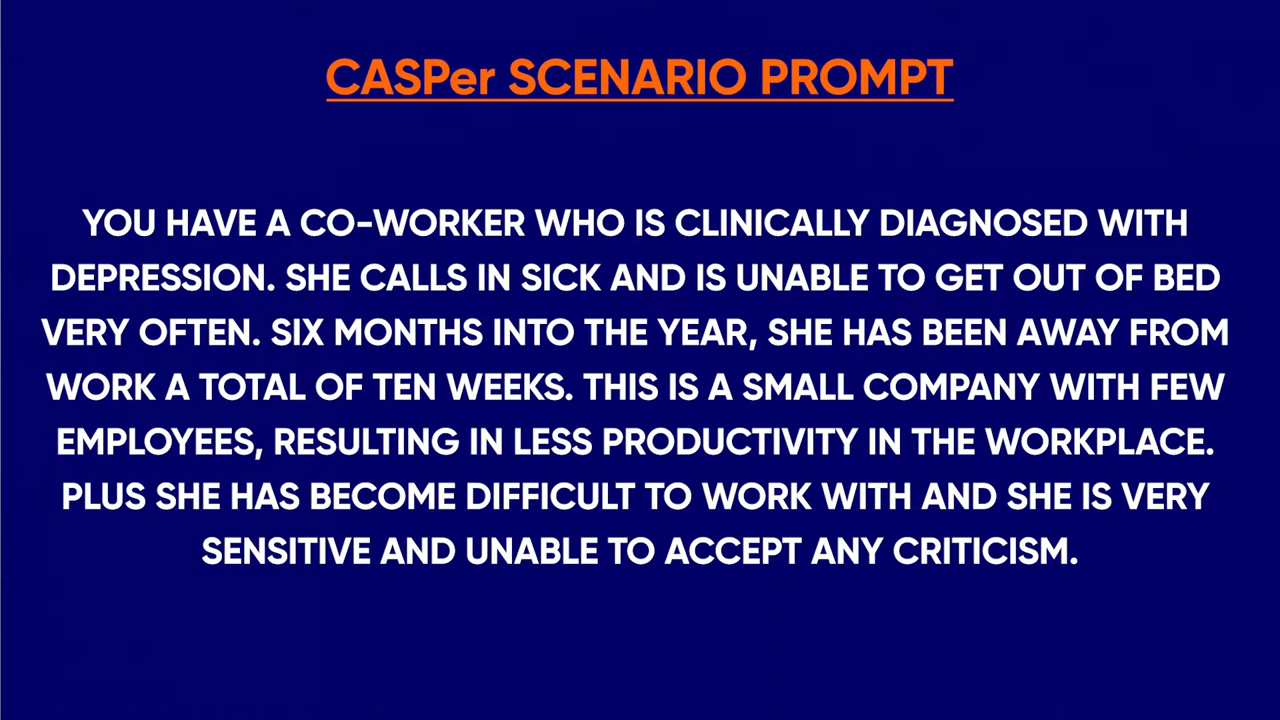 CASPer SCENARIO PROMPT
YOU HAVE A CO-WORKER WHO IS CLINICALLY DIAGNOSED WITH
DEPRESSION. SHE CALLS IN SICK AND IS UNABLE TO GET OUT OF BED
VERY OFTEN. SIX MONTHS INTO THE YEAR, SHE HAS BEEN AWAY FROM
WORK A TOTAL OF TEN WEEKS. THIS IS A SMALL COMPANY WITH FEW
EMPLOYEES, RESULTING IN LESS PRODUCTIVITY IN THE WORKPLACE.
PLUS SHE HAS BECOME DIFFICULT TO WORK WITH AND SHE IS VERY
SENSITIVE AND UNABLE TO ACCEPT ANY CRITICISM.